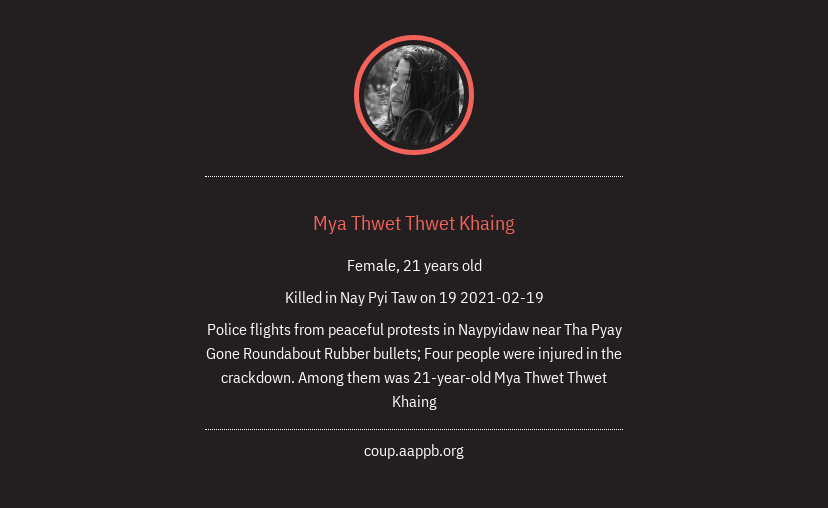 Mya Thwet Thwet Khaing
Female, 21 years old
Killed in Nay Pyi Taw on 19 2021-02-19
Police flights from peaceful protests in Naypyidaw near Tha Pyay
Gone Roundabout Rubber bullets; Four people were injured in the
crackdown. Among them was 21-year-old Mya Thwet Thwet
Khaing
coup.aappb.org